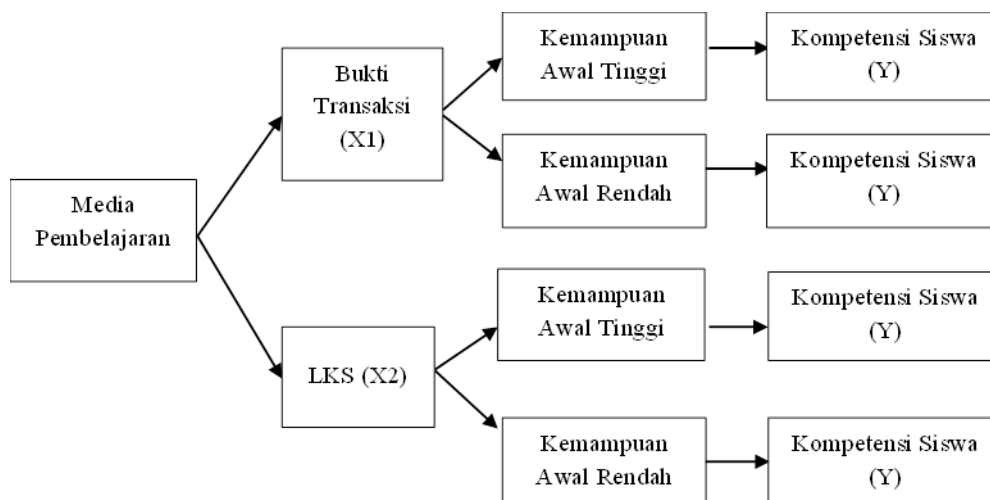 Media
Pembelajaran
Bukti
Transaksi
(X1)
Kemampuan
Awal Tinggi
Kompetensi Siswa
(Y)
Kemampuan
Awal Rendah
Kompetensi Siswa
(Y)
LKS (X2)
Kemampuan
Awal Tinggi
Kompetensi Siswa
(Y)
Kemampuan
Awal Rendah
Kompetensi Siswa
(Y)